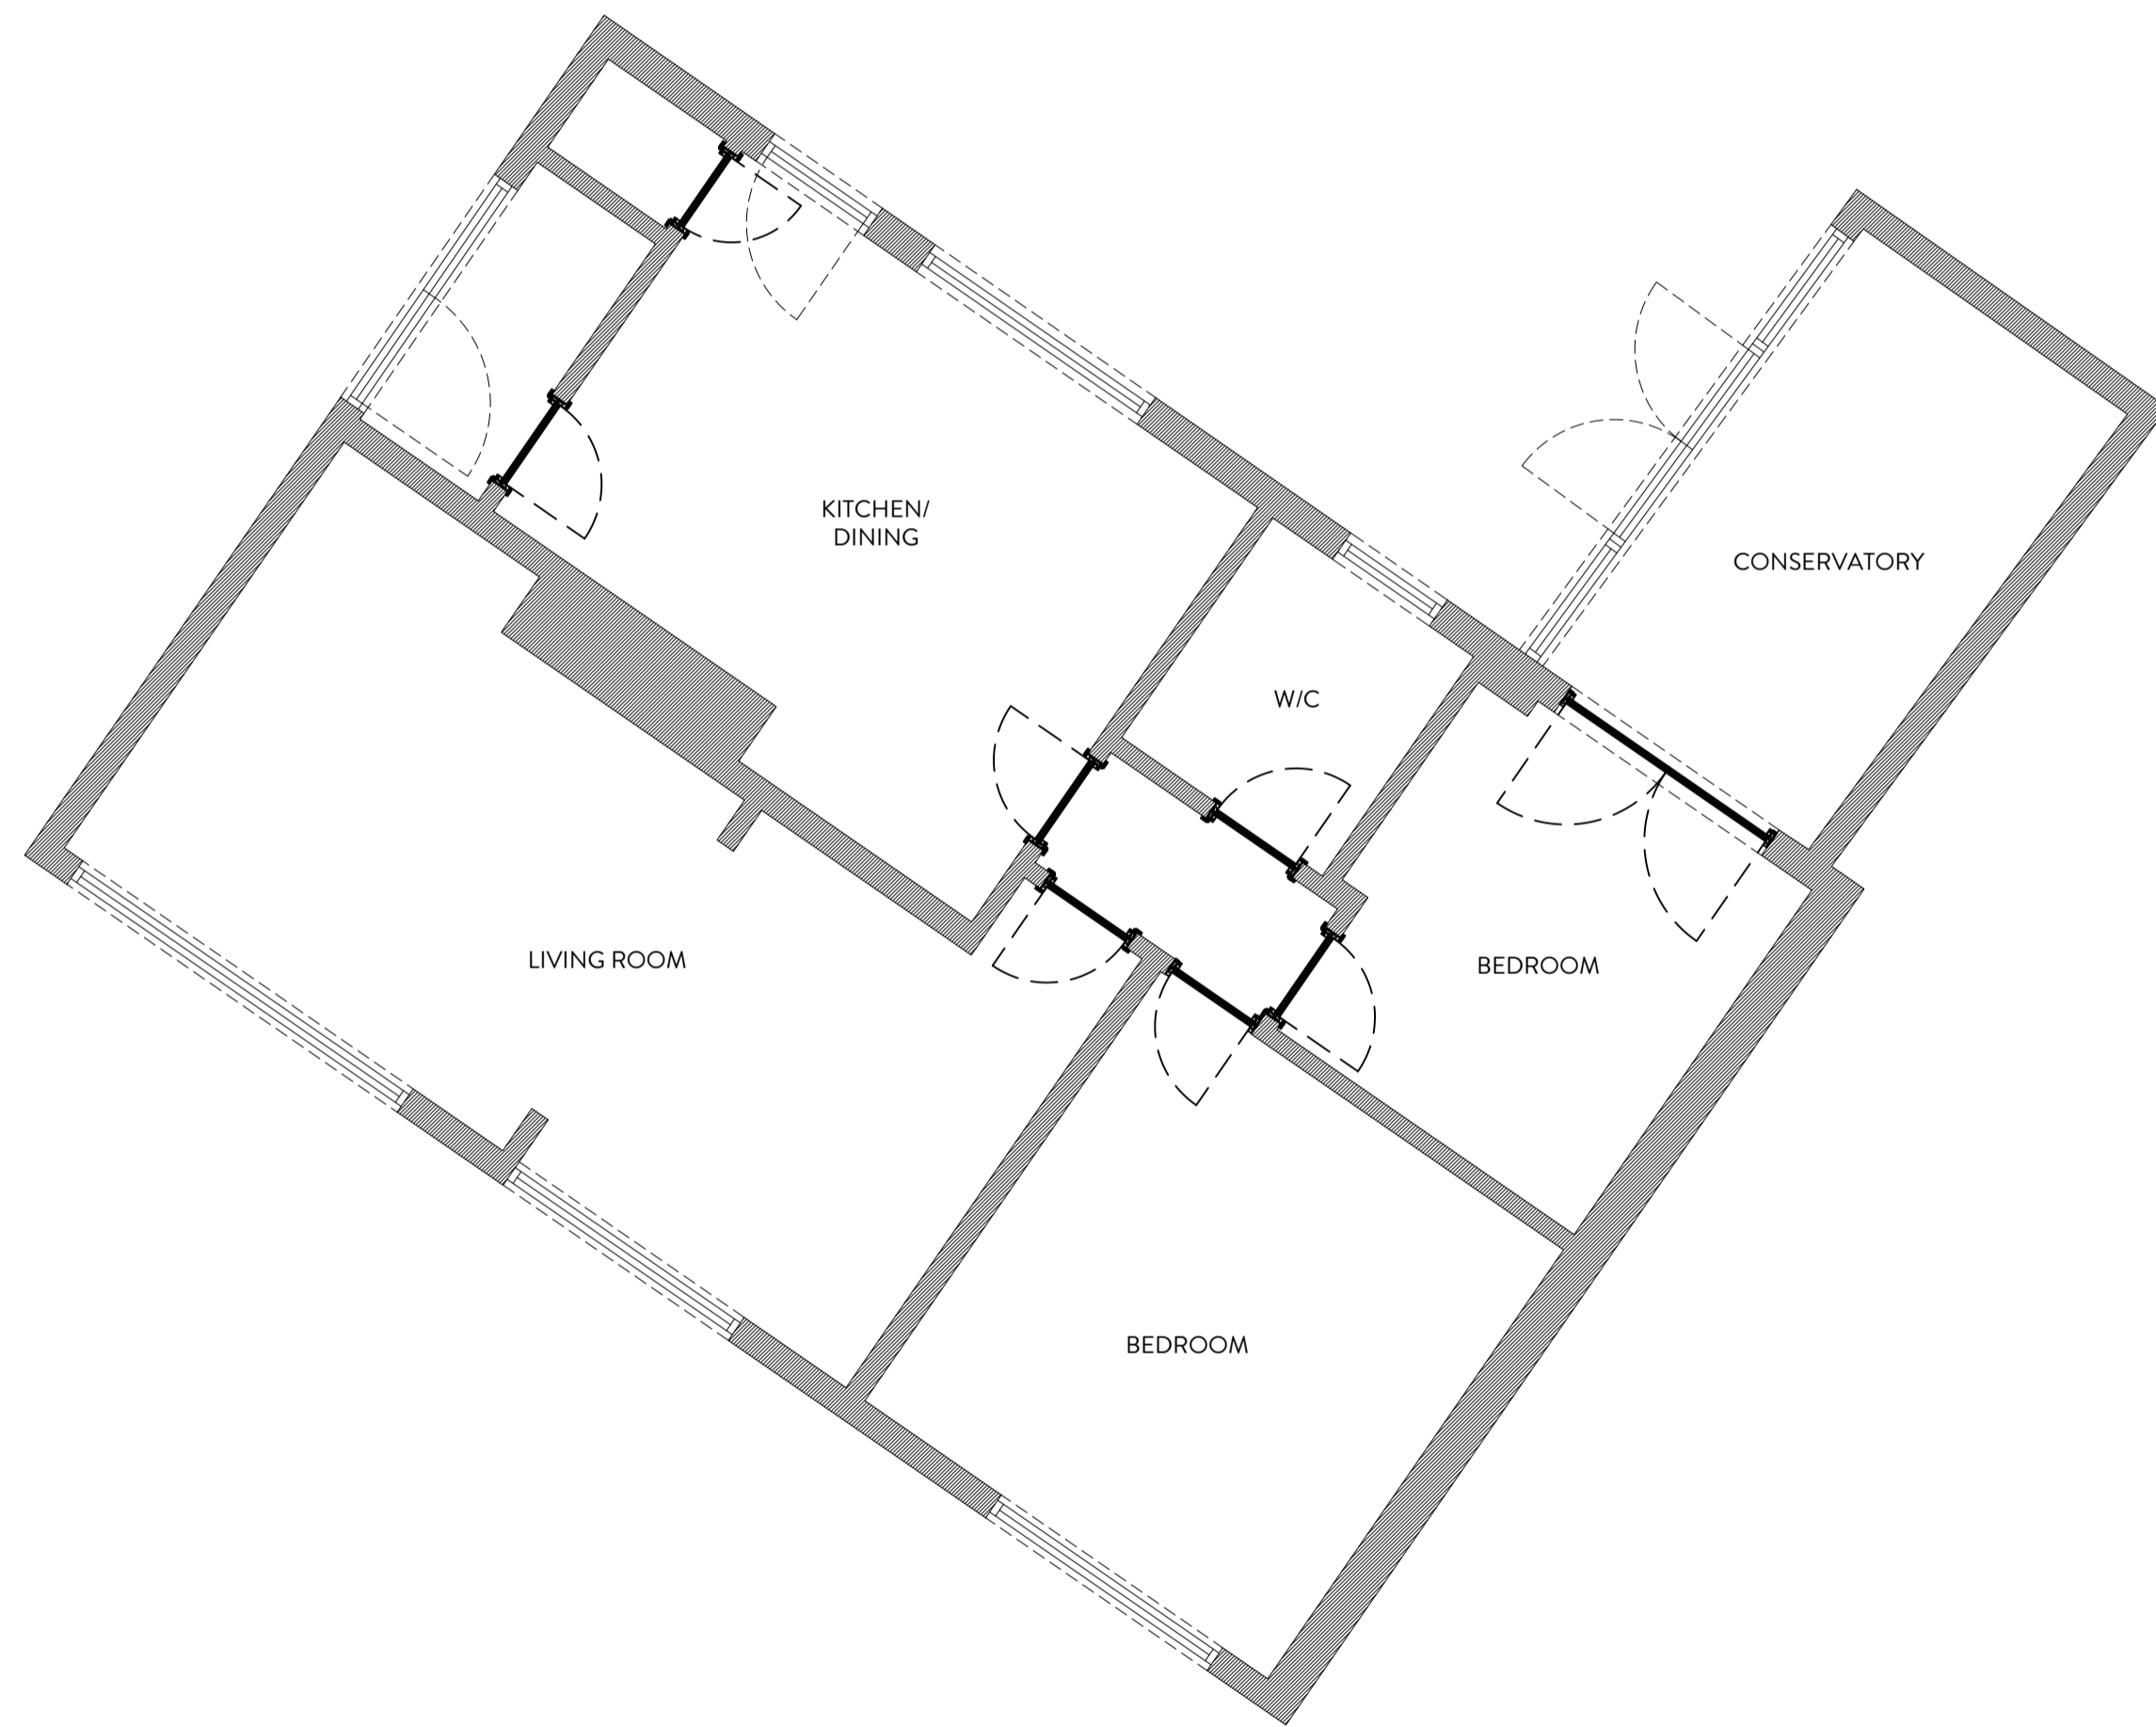 KITCHEN/
DINING
CONSERVATORY
W/C
LIVING ROOM
BEDROOM
BEDROOM